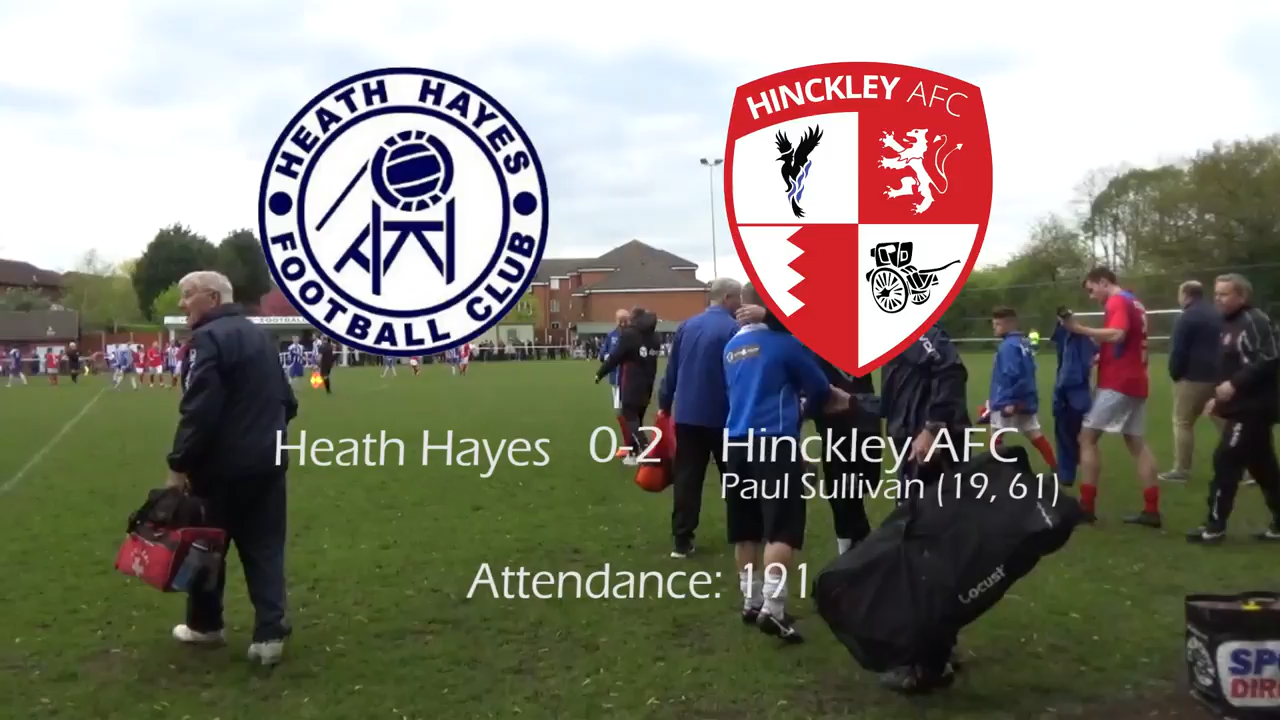 HEATH HAYES
FOOTBALL CLUB
HINCKLEY AFC
Heath Hayes 0-2 Hinckley AFC
Paul Sullivan (19, 61)
Attendance: 191
Locust
FOOTBALL